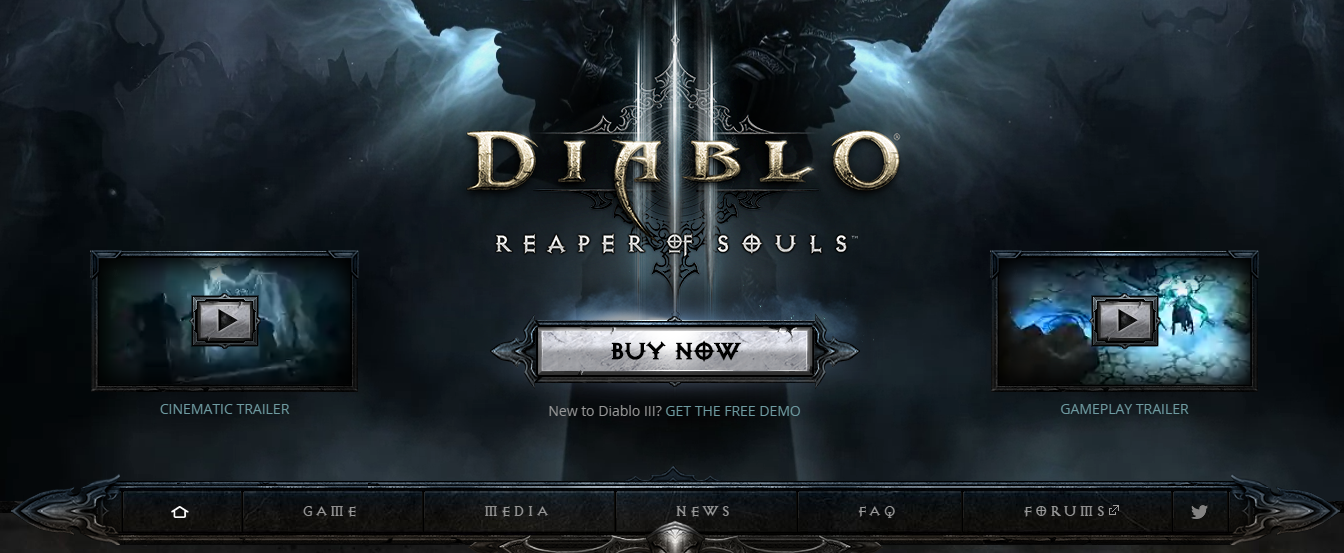 DIABLO®
REAPER OF SOULS™
BUY NOW
New to Diablo III? GET THE FREE DEMO
CINEMATIC TRAILER
GAMEPLAY TRAILER
GAME
MEDIA
NEWS
FAQ
FORUMS